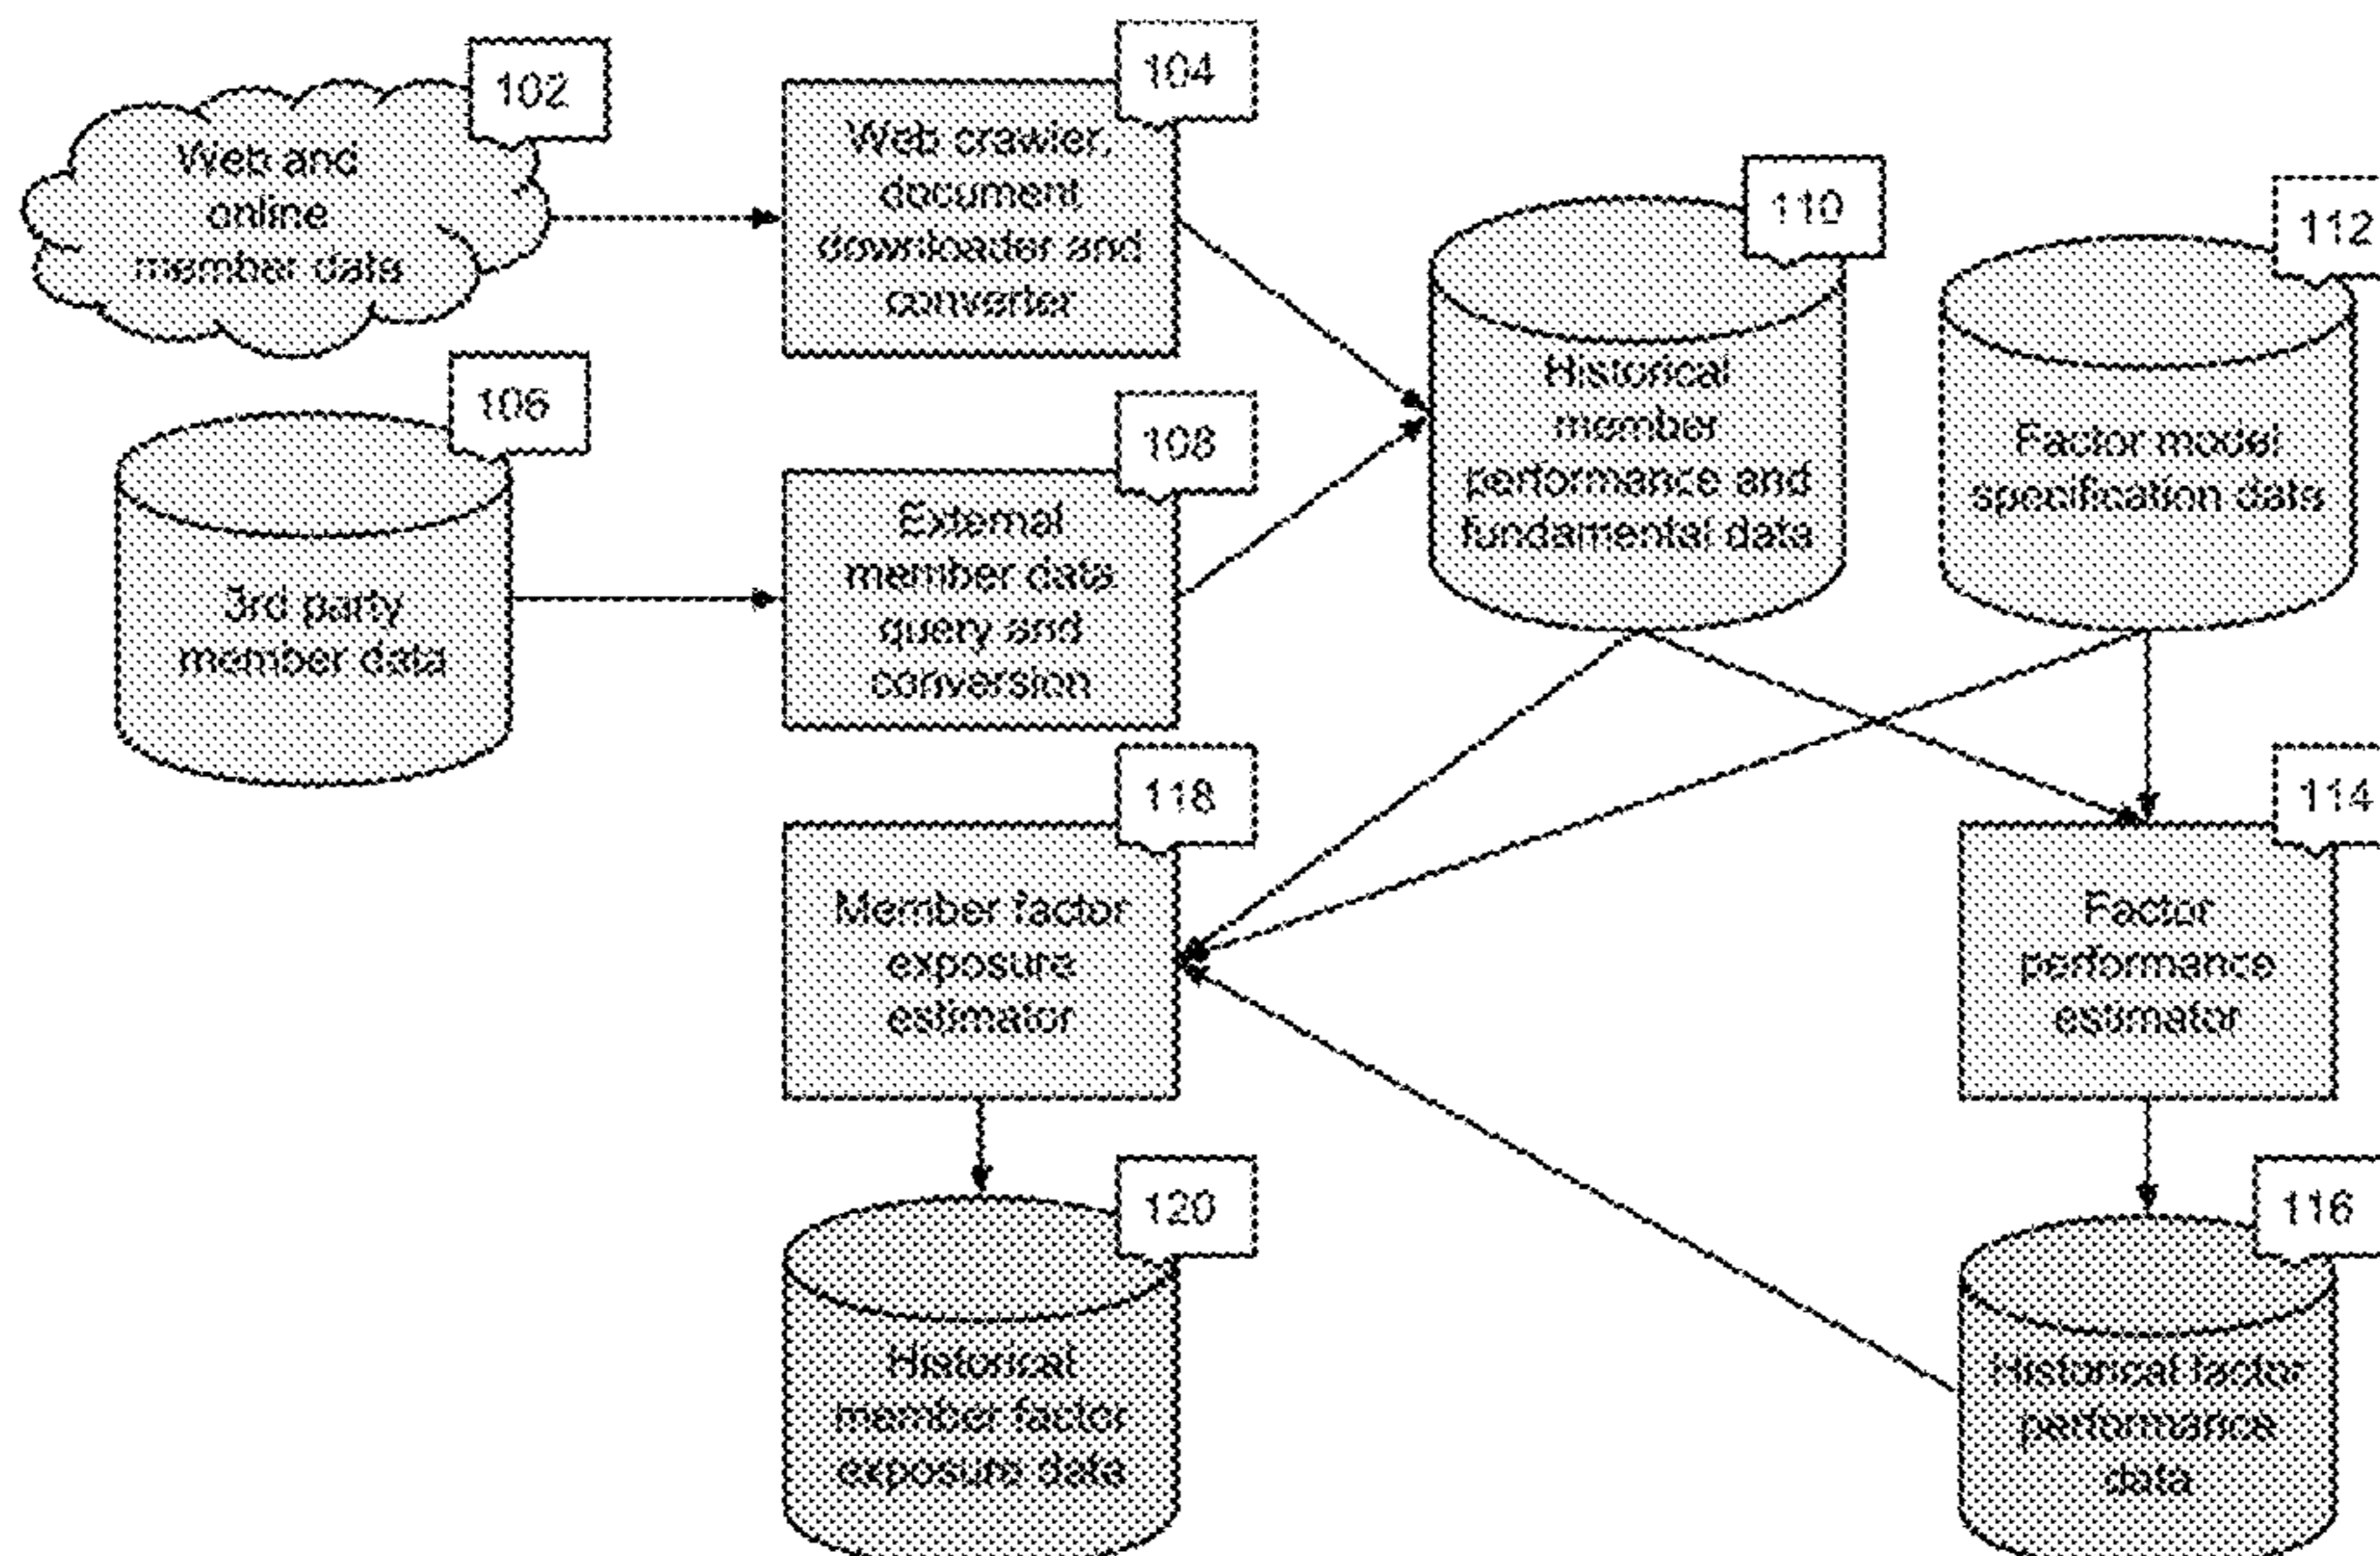 102
Web and
online
member data
104
Web crawler,
document
downloader and
converter
106
3rd party
member data
108
External
member data
query and
conversion
110
Historical
member
performance and
fundamental data
112
Factor model
specification data
118
Member factor
exposure
estimator
114
Factor
performance
estimator
120
Historical
member factor
exposure data
116
Historical factor
performance
data